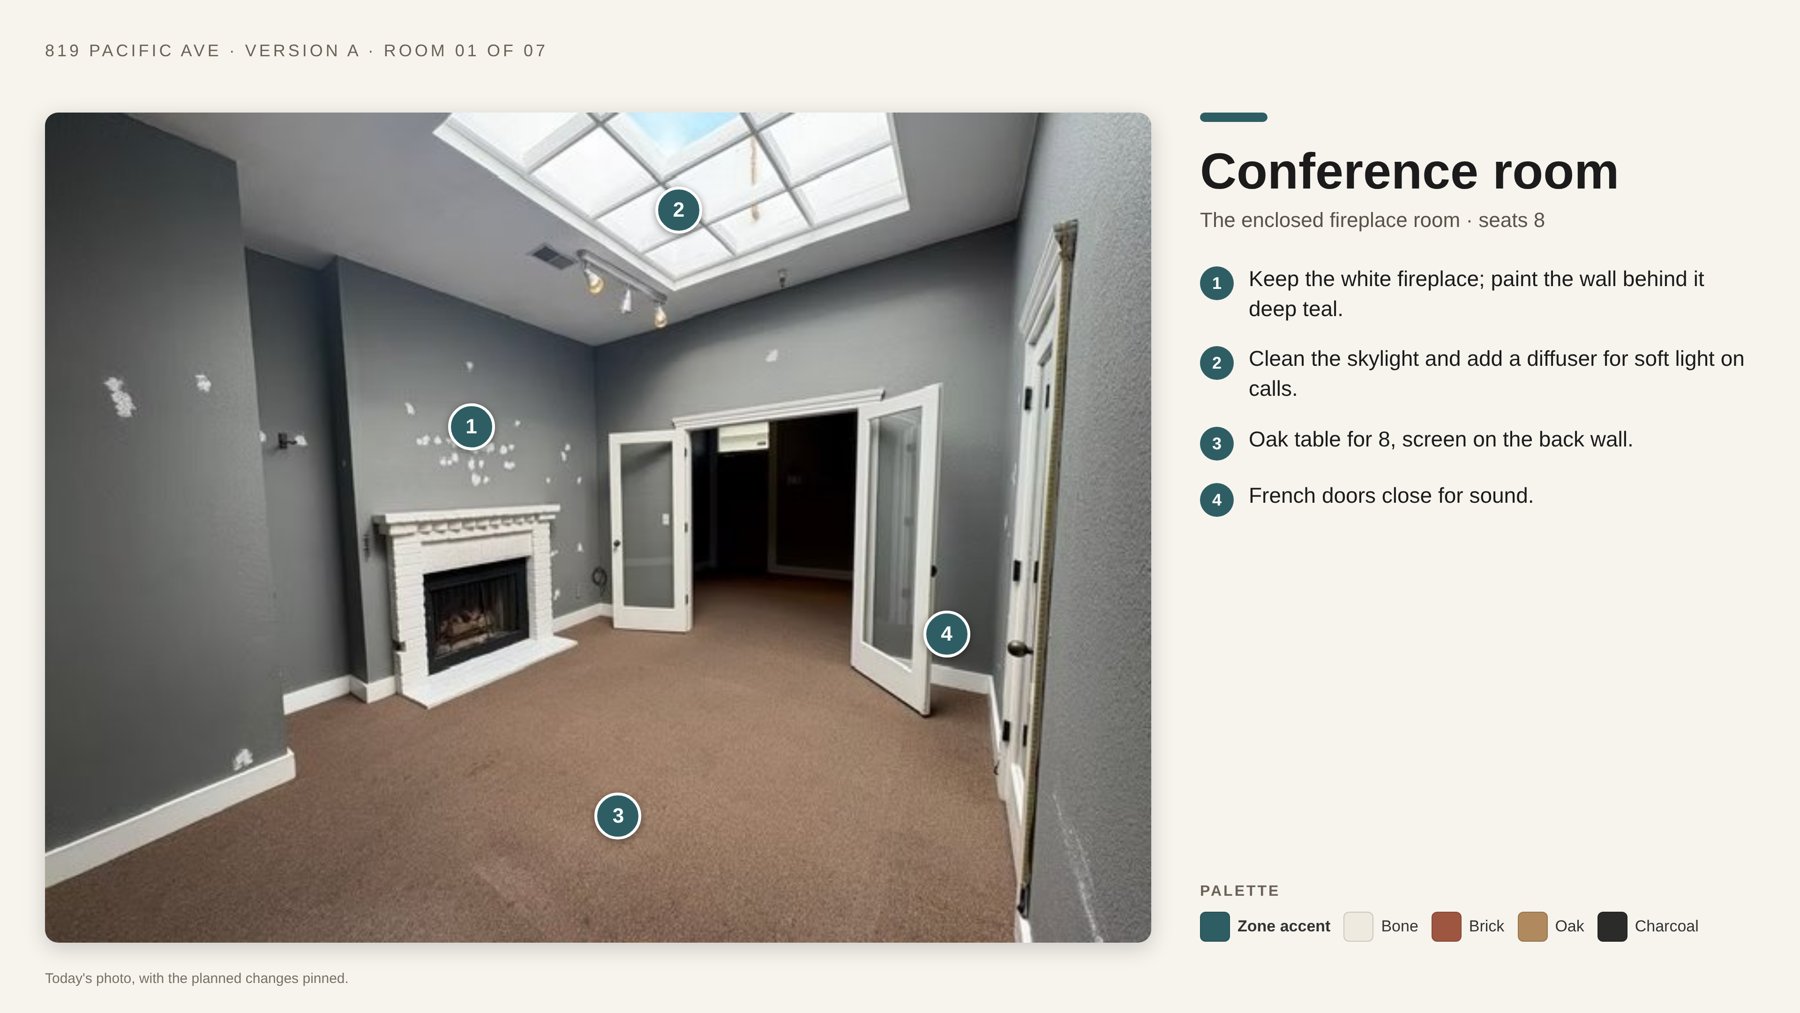 819 PACIFIC AVE · VERSION A · ROOM 01 OF 07
Conference room
The enclosed fireplace room · seats 8
1 Keep the white fireplace; paint the wall behind it
deep teal.
2 Clean the skylight and add a diffuser for soft light on
calls.
3 Oak table for 8, screen on the back wall.
4 French doors close for sound.
2
1
4
3
PALETTE
Zone accent Bone Brick Oak Charcoal
Today's photo, with the planned changes pinned.